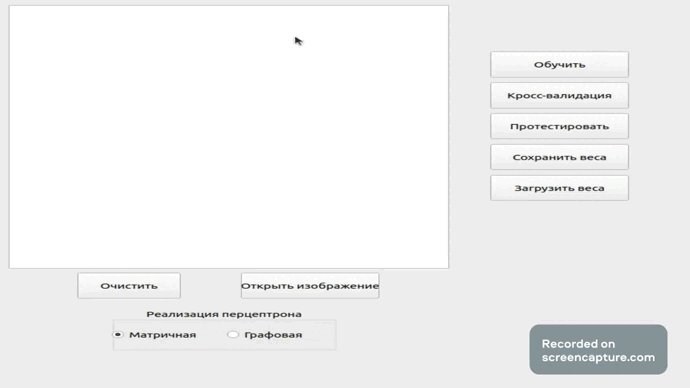 Обучить
Кросс-валидация
Протестировать
Сохранить веса
Загрузить веса
Очистить
Открыть изображение
Реализация перцептрона
Матричная
Графовая
Recorded on
screencapture.com